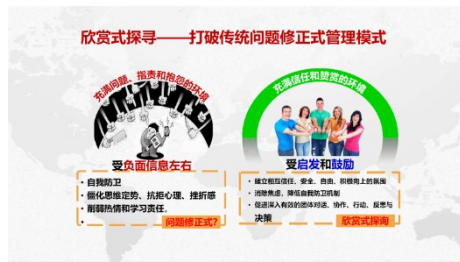 欣赏式探寻——打破传统问题修正式管理模式
充满问题、指责和抱怨的环境
受负面信息左右
• 自我防卫
• 催化思维定势、抗拒心理、挫折感
• 削弱热情和学习责任。
问题修正式?
充满信任和赞赏的环境
受启发和鼓励
• 建立相互信任、安全、自由、积极向上的氛围
• 消除焦虑,降低自我防卫机制
• 促进深入有效的团体对话、协作、行动、反思与
决策
欣赏式探询